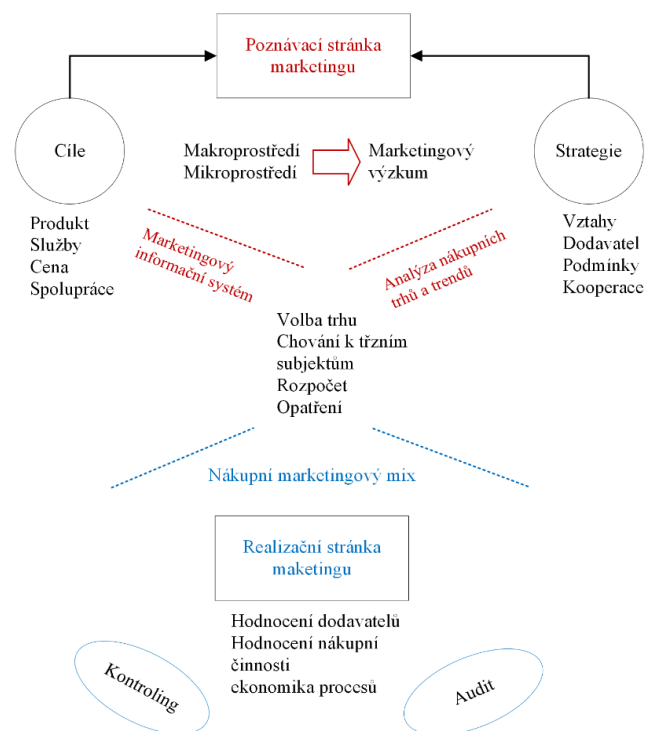 Poznávací stránka
marketingu
Cíle
Makroprostředí
Mikroprostředí
Marketingový
výzkum
Strategie
Produkt
Služby
Cena
Spolupráce
Vztahy
Dodavatel
Podmínky
Kooperace
Marketingový
informační systém
Analýza nákupních
trhů a trendů
Volba trhu
Chování k třzním
subjektům
Rozpočet
Opatření
Nákupní marketingový mix
Realizační stránka
maketingu
Hodnocení dodavatelů
Hodnocení nákupní
činnosti
ekonomika procesů
Kontroling
Audit